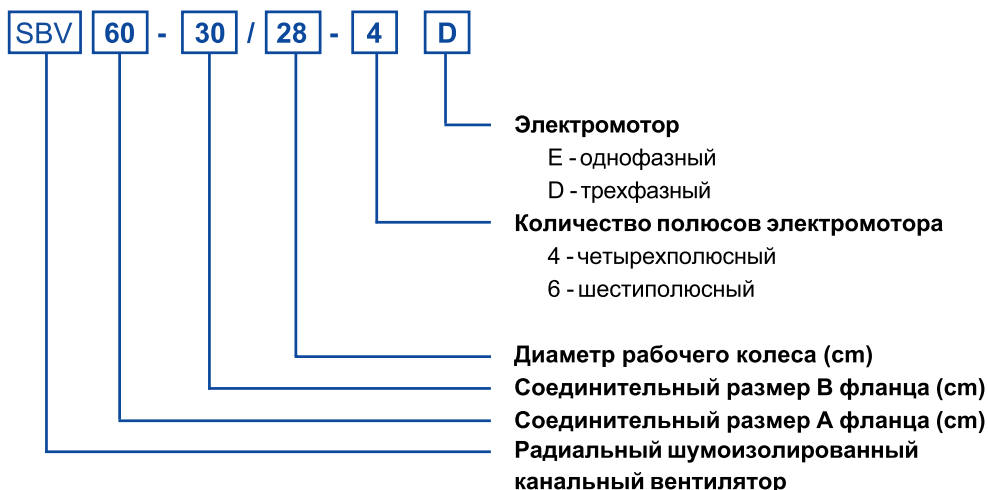 SBV 60 - 30 / 28 - 4 D
Электромотор
E - однофазный
D - трехфазный
Количество полюсов электромотора
4 - четырехполюсный
6 - шестиполюсный
Диаметр рабочего колеса (cm)
Соединительный размер B фланца (cm)
Соединительный размер A фланца (cm)
Радиальный шумоизолированный
канальный вентилятор